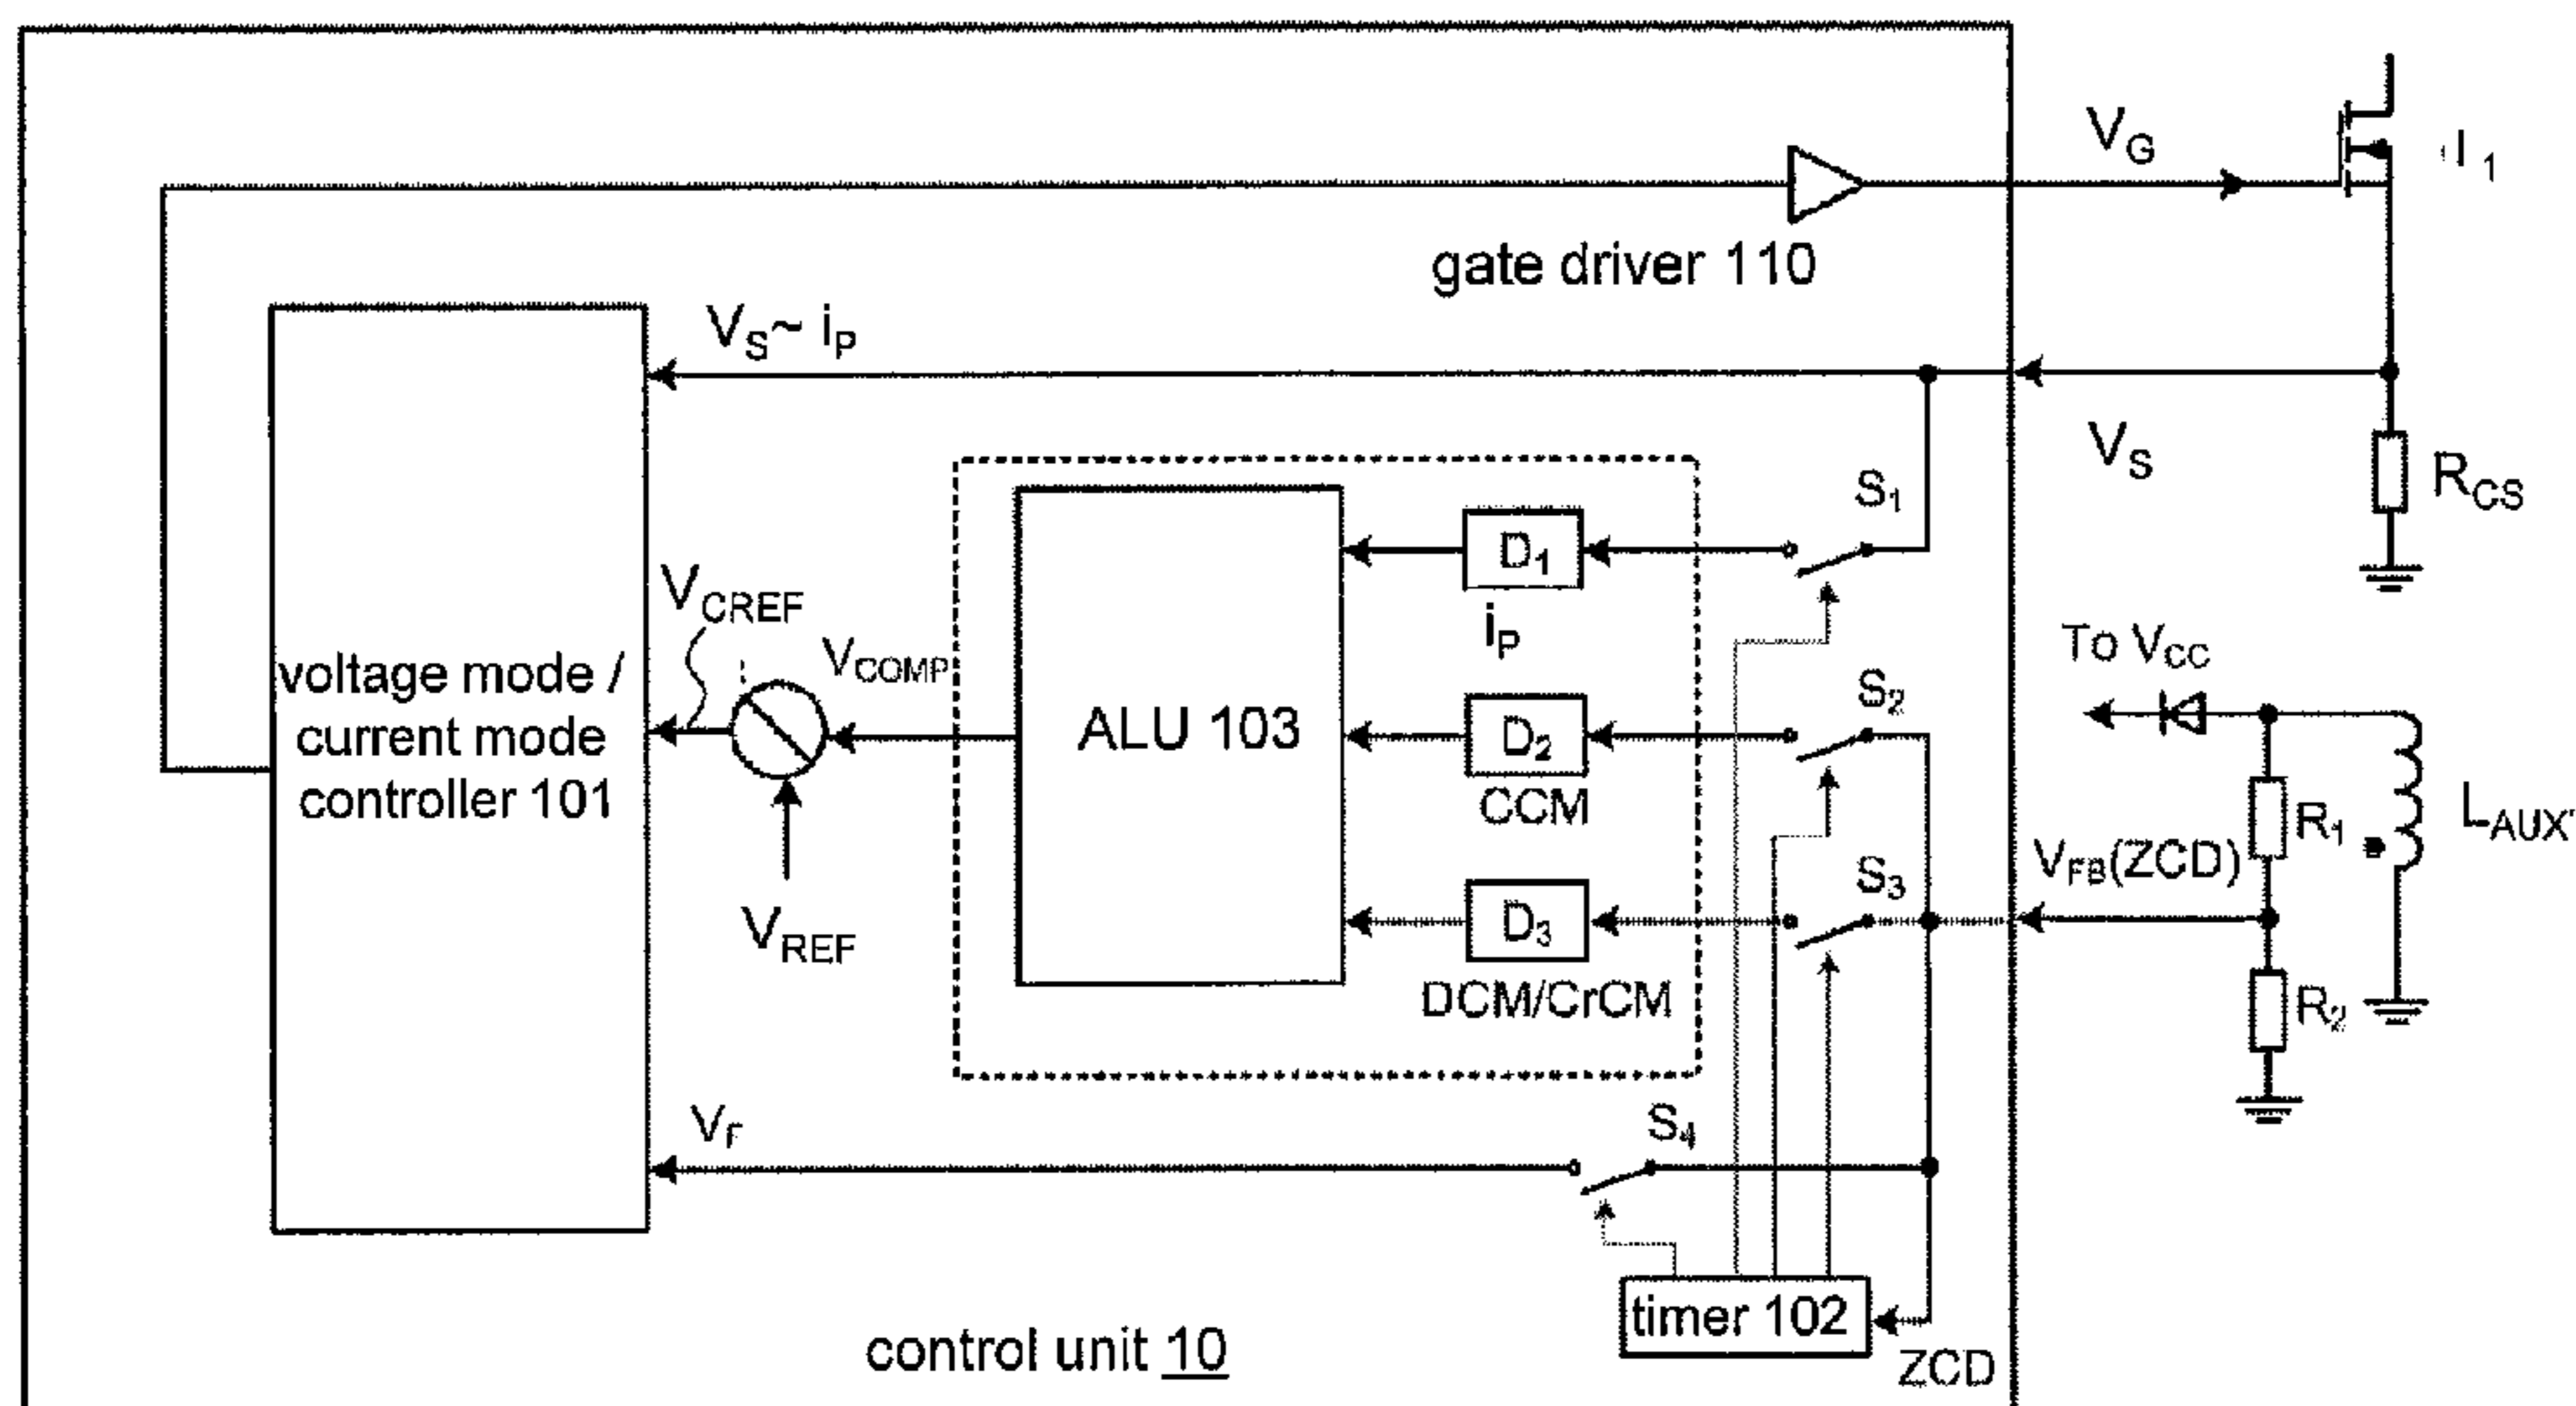 V_G
gate driver 110
V_S~ i_P
V_S
R_CS
S_1
D_1
i_P
V_CREF
V_COMP
voltage mode /
current mode
controller 101
ALU 103
To V_CC
S_2
D_2
CCM
V_REF
R_1
L_AUX'
V_FB(ZCD)
S_3
D_3
DCM/CrCM
R_2
V_F
S_4
timer 102
ZCD
control unit 10